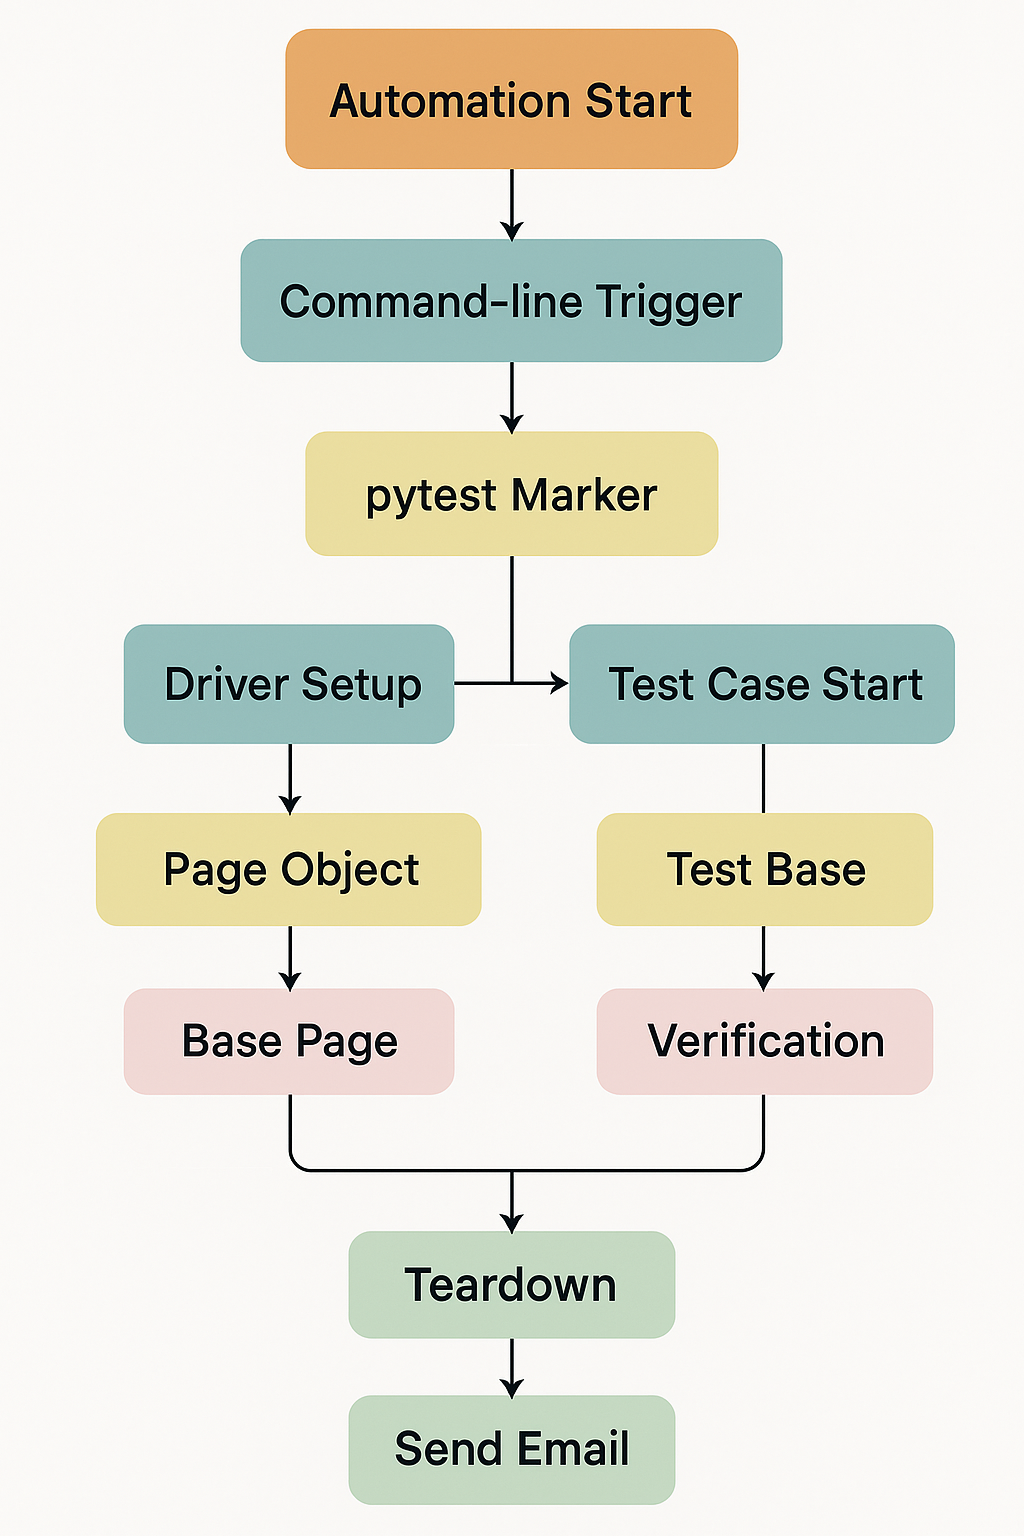 Automation Start
Command-line Trigger
pytest Marker
Driver Setup
Test Case Start
Page Object
Test Base
Base Page
Verification
Teardown
Send Email